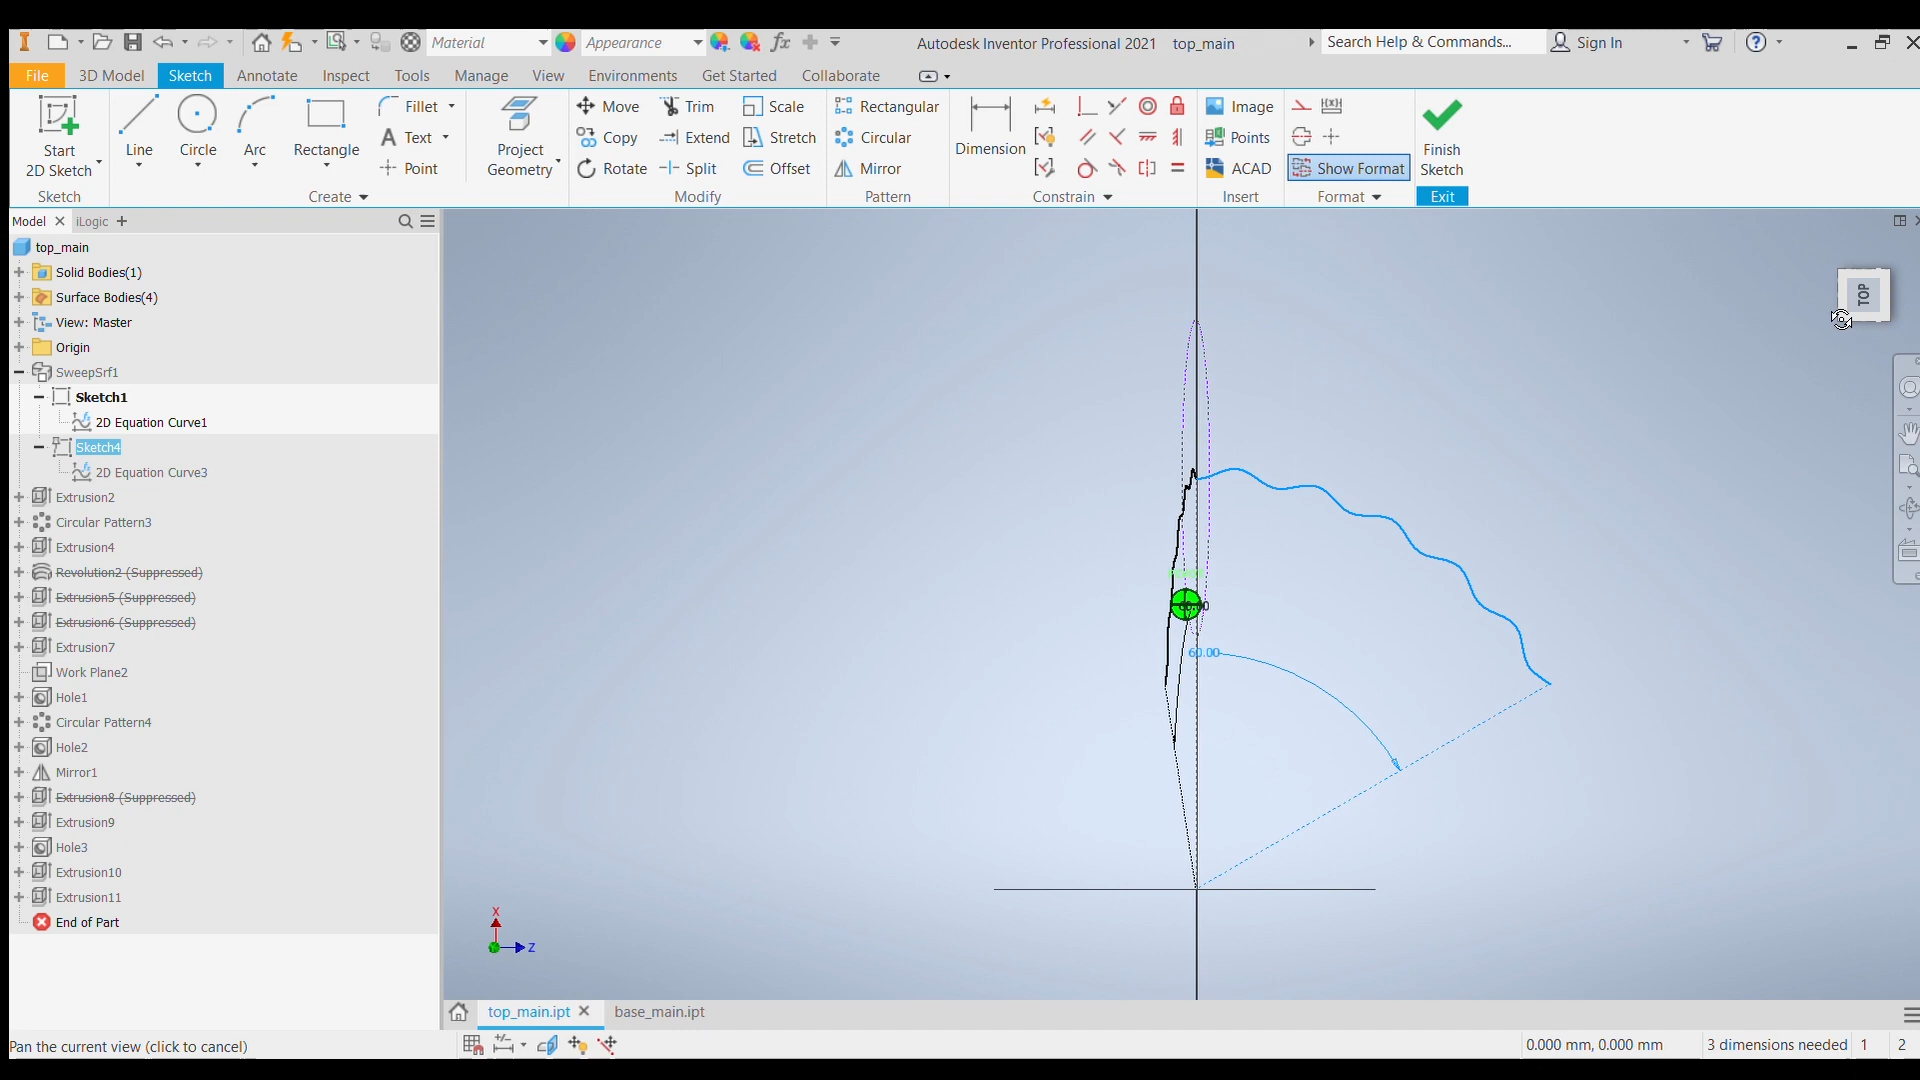 Material
Appearance
Autodesk Inventor Professional 2021 top_main
Search Help & Commands...
Sign In
File 3D Model Sketch Annotate Inspect Tools Manage View Environments Get Started Collaborate
Start
2D Sketch
Line
Circle
Arc
Rectangle
Fillet
Text
Point
Project
Geometry
Move
Copy
Rotate
Trim
Extend
Split
Scale
Stretch
Offset
Rectangular
Circular
Mirror
Dimension
Image
Points
ACAD
Show Format
Finish
Sketch
Sketch Create Modify Pattern Constrain Insert Format Exit
Model iLogic
top_main
Solid Bodies(1)
Surface Bodies(4)
View: Master
Origin
SweepSrf1
Sketch1
2D Equation Curve1
Sketch4
2D Equation Curve3
Extrusion2
Circular Pattern3
Extrusion4
Revolution2 (Suppressed)
Extrusion5 (Suppressed)
Extrusion6 (Suppressed)
Extrusion7
Work Plane2
Hole1
Circular Pattern4
Hole2
Mirror1
Extrusion8 (Suppressed)
Extrusion9
Hole3
Extrusion10
Extrusion11
End of Part
TOP
60.00
X
Z
top_main.ipt base_main.ipt
Pan the current view (click to cancel)
0.000 mm, 0.000 mm
3 dimensions needed 1 2